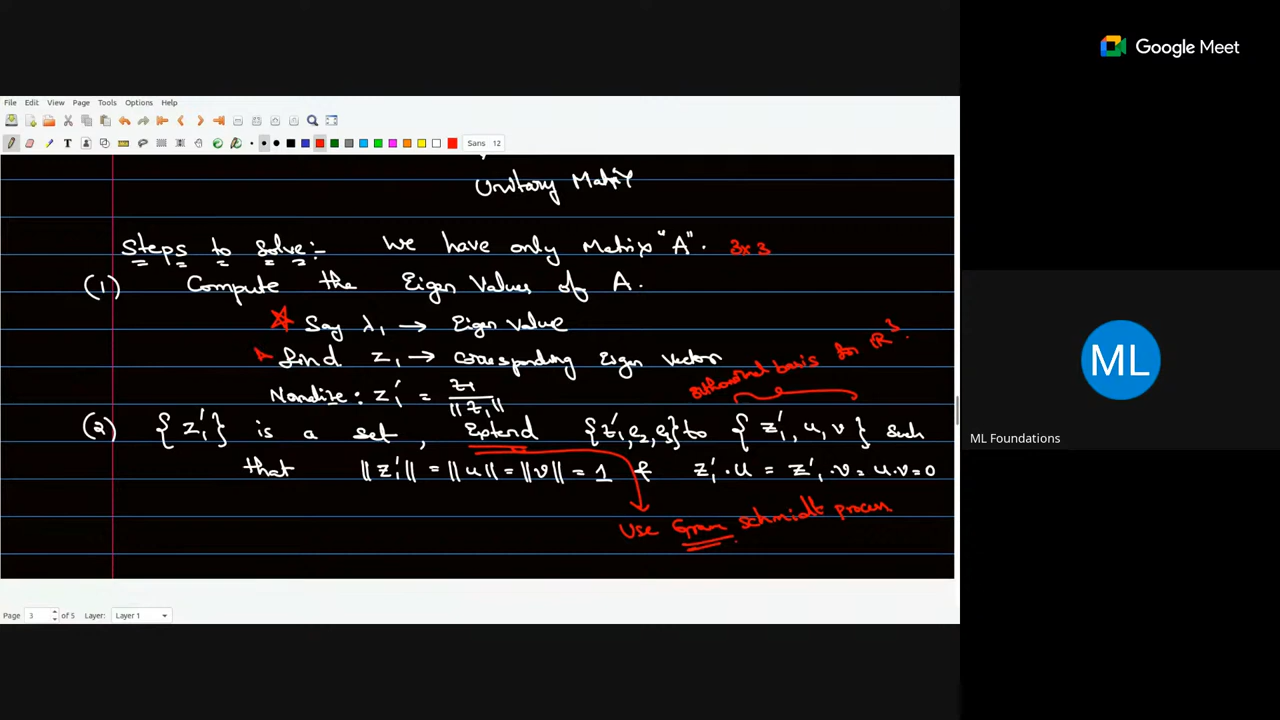 Google Meet
File Edit View Page Tools Options Help
Sans 12
Unitary Matrix
Steps to Solve:- We have only Matrix "A". 3x3
(1) Compute the Eigen Values of A.
Say λ₁ → Eigen Value
find z₁ → corresponding Eigen vector
orthonormal basis for ℝ³.
Nomalize: z₁' = z₁ / ||z₁||
(2) {z₁'} is a set, Extend {z₁', e₂, e₃} to {z₁', u, v} such
that ||z₁'|| = ||u|| = ||v|| = 1 & z₁'·u = z₁'·v = u.v = 0
Use Gram schmidt process.
ML
ML Foundations
Page 3 of 5 Layer: Layer 1